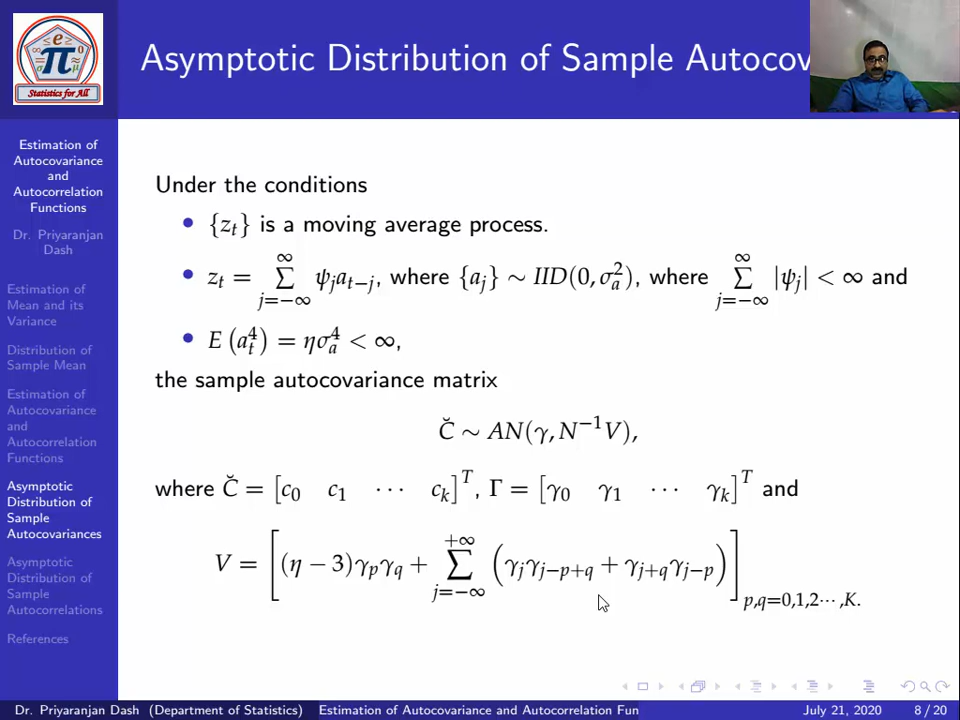 Asymptotic Distribution of Sample Autocov
Statistics for All
Estimation of
Autocovariance
and
Autocorrelation
Functions
Dr. Priyaranjan
Dash
Estimation of
Mean and its
Variance
Distribution of
Sample Mean
Estimation of
Autocovariance
and
Autocorrelation
Functions
Asymptotic
Distribution of
Sample
Autocovariances
Asymptotic
Distribution of
Sample
Autocorrelations
References
Under the conditions
• {z_t} is a moving average process.
• z_t = ∑_{j=−∞}^{∞} ψ_j a_{t−j}, where {a_j} ∼ IID(0, σ_a^2), where ∑_{j=−∞}^{∞} |ψ_j| < ∞ and
• E (a_t^4) = ησ_a^4 < ∞,
the sample autocovariance matrix
C̆ ∼ AN(γ, N^{−1}V),
where C̆ = [c_0 c_1 ⋯ c_k]^T, Γ = [γ_0 γ_1 ⋯ γ_k]^T and
V = [(η − 3)γ_pγ_q + ∑_{j=−∞}^{+∞} (γ_jγ_{j−p+q} + γ_{j+q}γ_{j−p})]_{p,q=0,1,2⋯,K.}
Dr. Priyaranjan Dash (Department of Statistics) Estimation of Autocovariance and Autocorrelation Fun July 21, 2020 8 / 20